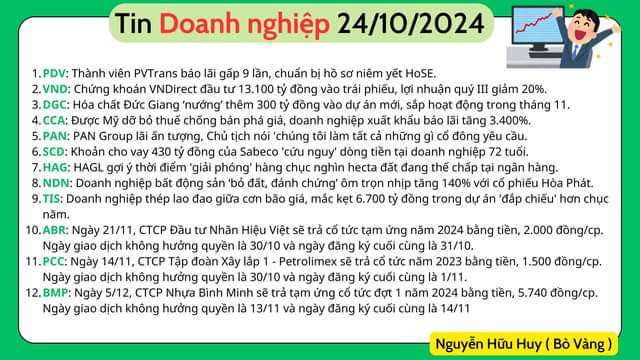 Tin Doanh nghiệp 24/10/2024
1. PDV: Thành viên PVTrans báo lãi gấp 9 lần, chuẩn bị hồ sơ niêm yết HoSE.
2. VND: Chứng khoán VNDirect đầu tư 13.100 tỷ đồng vào trái phiếu, lợi nhuận quý III giảm 20%.
3. DGC: Hóa chất Đức Giang ‘nướng’ thêm 300 tỷ đồng vào dự án mới, sắp hoạt động trong tháng 11.
4. CCA: Được Mỹ dỡ bỏ thuế chống bán phá giá, doanh nghiệp xuất khẩu báo lãi tăng 3.400%.
5. PAN: PAN Group lãi ấn tượng, Chủ tịch nói 'chúng tôi làm tất cả những gì cổ đông yêu cầu.
6. SCD: Khoản cho vay 430 tỷ đồng của Sabeco 'cứu nguy' dòng tiền tại doanh nghiệp 72 tuổi.
7. HAG: HAGL gợi ý thời điểm 'giải phóng' hàng chục nghìn hecta đất đang thế chấp tại ngân hàng.
8. NDN: Doanh nghiệp bất động sản ‘bỏ đất, đánh chứng’ ôm trọn nhịp tăng 140% với cổ phiếu Hòa Phát.
9. TIS: Doanh nghiệp thép lao đao giữa cơn bão giá, mắc kẹt 6.700 tỷ đồng trong dự án 'đắp chiếu' hơn chục
năm.
10. ABR: Ngày 21/11, CTCP Đầu tư Nhãn Hiệu Việt sẽ trả cổ tức tạm ứng năm 2024 bằng tiền, 2.000 đồng/cp.
Ngày giao dịch không hưởng quyền là 30/10 và ngày đăng ký cuối cùng là 31/10.
11. PCC: Ngày 14/11, CTCP Tập đoàn Xây lắp 1 - Petrolimex sẽ trả cổ tức năm 2023 bằng tiền, 1.500 đồng/cp.
Ngày giao dịch không hưởng quyền là 30/10 và ngày đăng ký cuối cùng là 1/11.
12. BMP: Ngày 5/12, CTCP Nhựa Bình Minh sẽ trả tạm ứng cổ tức đợt 1 năm 2024 bằng tiền, 5.740 đồng/cp.
Ngày giao dịch không hưởng quyền là 13/11 và ngày đăng ký cuối cùng là 14/11
Nguyễn Hữu Huy ( Bò Vàng )